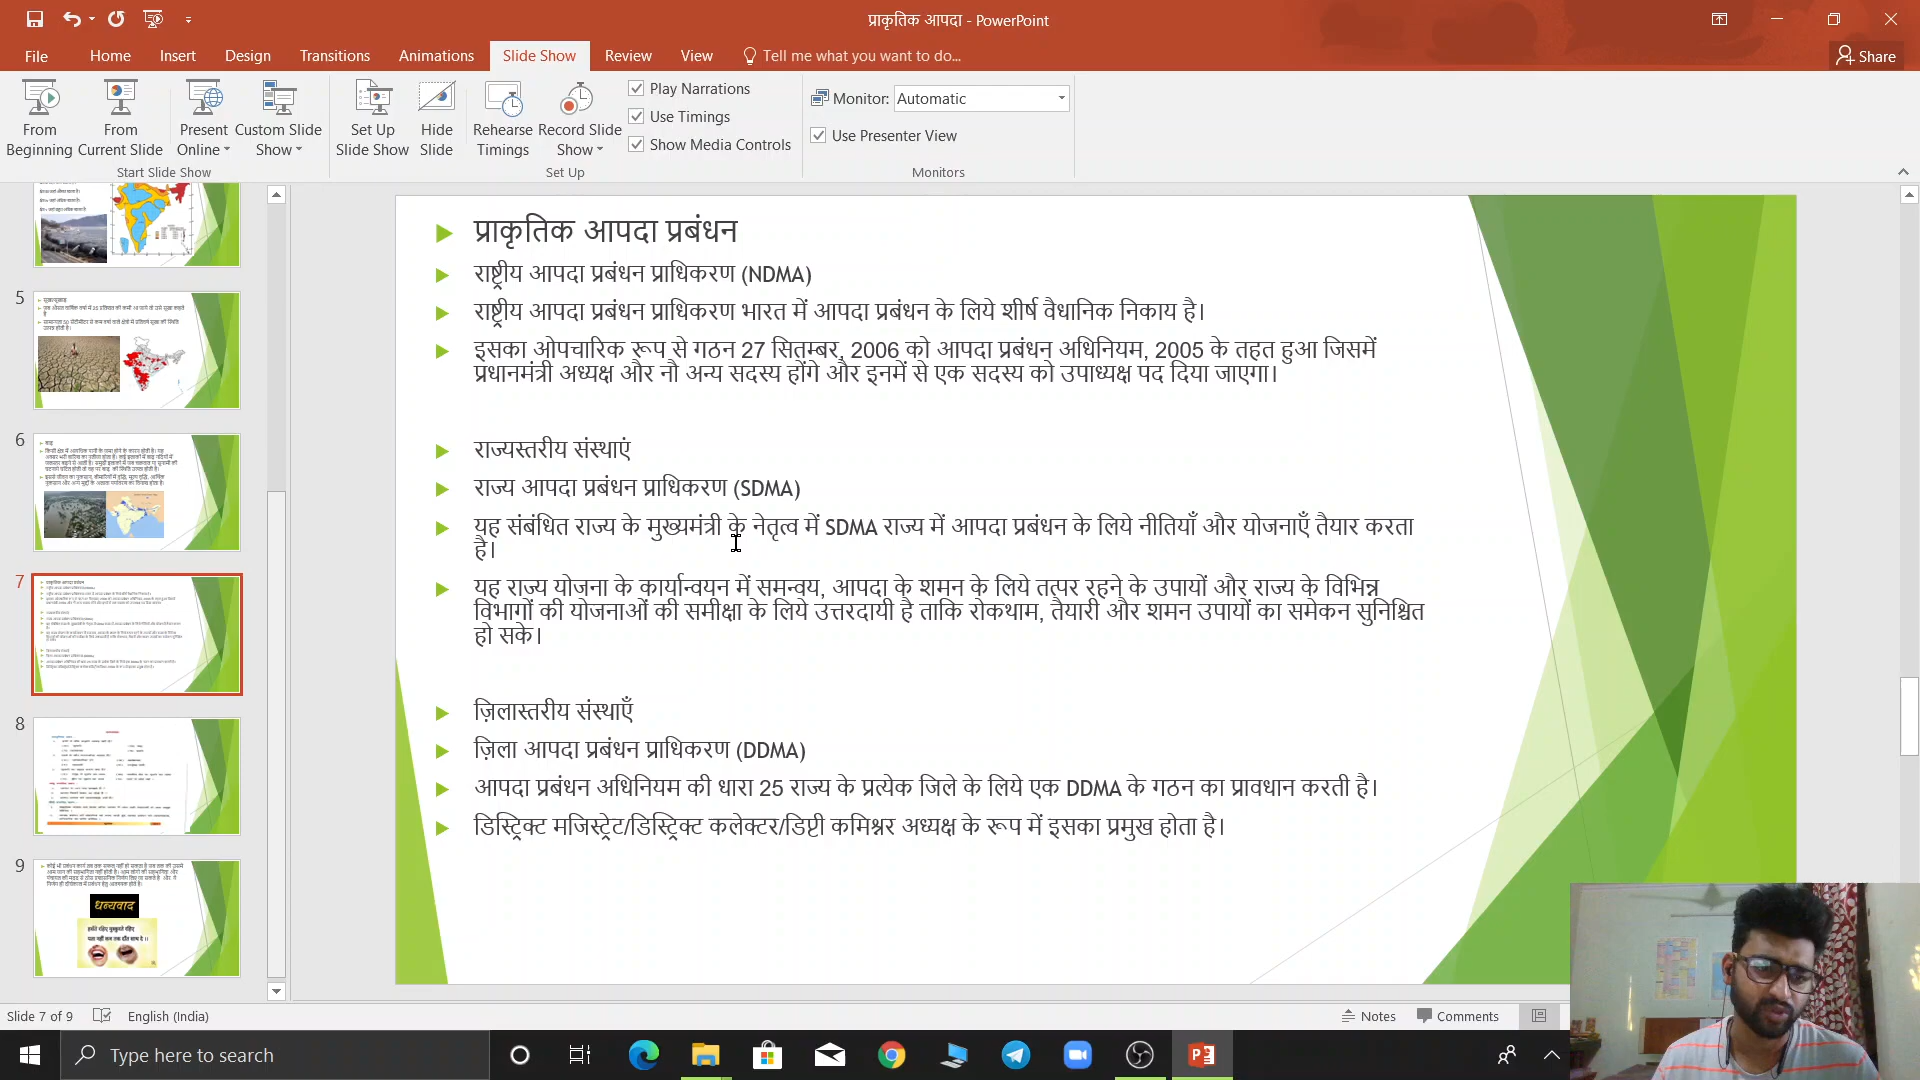 प्राकृतिक आपदा - PowerPoint
File Home Insert Design Transitions Animations Slide Show Review View Tell me what you want to do... Share
From Beginning
From Current Slide
Present Online
Custom Slide Show
Start Slide Show
Set Up Slide Show
Hide Slide
Rehearse Timings
Record Slide Show
Play Narrations
Use Timings
Show Media Controls
Set Up
Monitor: Automatic
Use Presenter View
Monitors
5
6
7
8
9
धन्यवाद
प्राकृतिक आपदा प्रबंधन
राष्ट्रीय आपदा प्रबंधन प्राधिकरण (NDMA)
राष्ट्रीय आपदा प्रबंधन प्राधिकरण भारत में आपदा प्रबंधन के लिये शीर्ष वैधानिक निकाय है।
इसका ओपचारिक रूप से गठन 27 सितम्बर, 2006 को आपदा प्रबंधन अधिनियम, 2005 के तहत हुआ जिसमें
प्रधानमंत्री अध्यक्ष और नौ अन्य सदस्य होंगे और इनमें से एक सदस्य को उपाध्यक्ष पद दिया जाएगा।
राज्यस्तरीय संस्थाएं
राज्य आपदा प्रबंधन प्राधिकरण (SDMA)
यह संबंधित राज्य के मुख्यमंत्री के नेतृत्व में SDMA राज्य में आपदा प्रबंधन के लिये नीतियाँ और योजनाएँ तैयार करता
है।
यह राज्य योजना के कार्यान्वयन में समन्वय, आपदा के शमन के लिये तत्पर रहने के उपायों और राज्य के विभिन्न
विभागों की योजनाओं की समीक्षा के लिये उत्तरदायी है ताकि रोकथाम, तैयारी और शमन उपायों का समेकन सुनिश्चित
हो सके।
ज़िलास्तरीय संस्थाएँ
ज़िला आपदा प्रबंधन प्राधिकरण (DDMA)
आपदा प्रबंधन अधिनियम की धारा 25 राज्य के प्रत्येक जिले के लिये एक DDMA के गठन का प्रावधान करती है।
डिस्ट्रिक्ट मजिस्ट्रेट/डिस्ट्रिक्ट कलेक्टर/डिप्टी कमिश्नर अध्यक्ष के रूप में इसका प्रमुख होता है।
Slide 7 of 9 English (India) Notes Comments
Type here to search